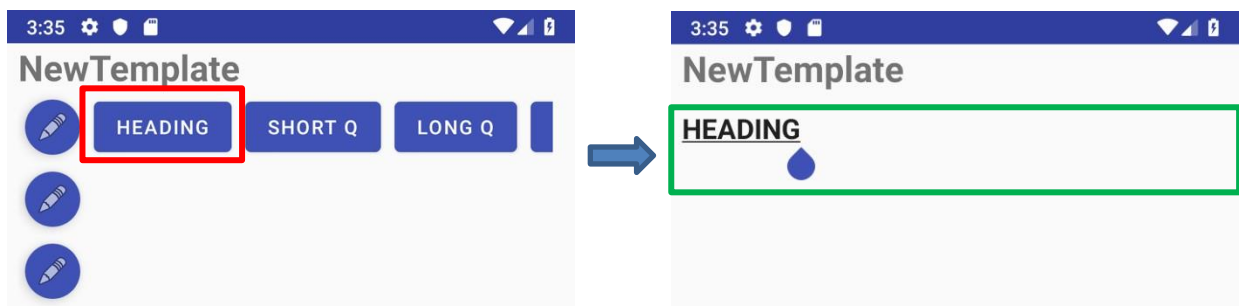 3:35
NewTemplate
HEADING SHORT Q LONG Q
3:35
NewTemplate
HEADING